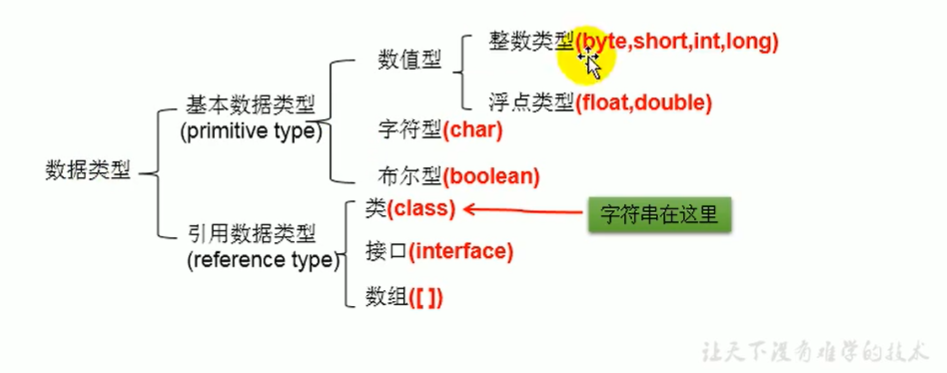 整数类型(byte,short,int,long)
数值型
浮点类型(float,double)
基本数据类型
(primitive type)
字符型(char)
布尔型(boolean)
数据类型
类(class)
字符串在这里
引用数据类型
(reference type)
接口(interface)
数组([ ])
让天下没有难学的技术